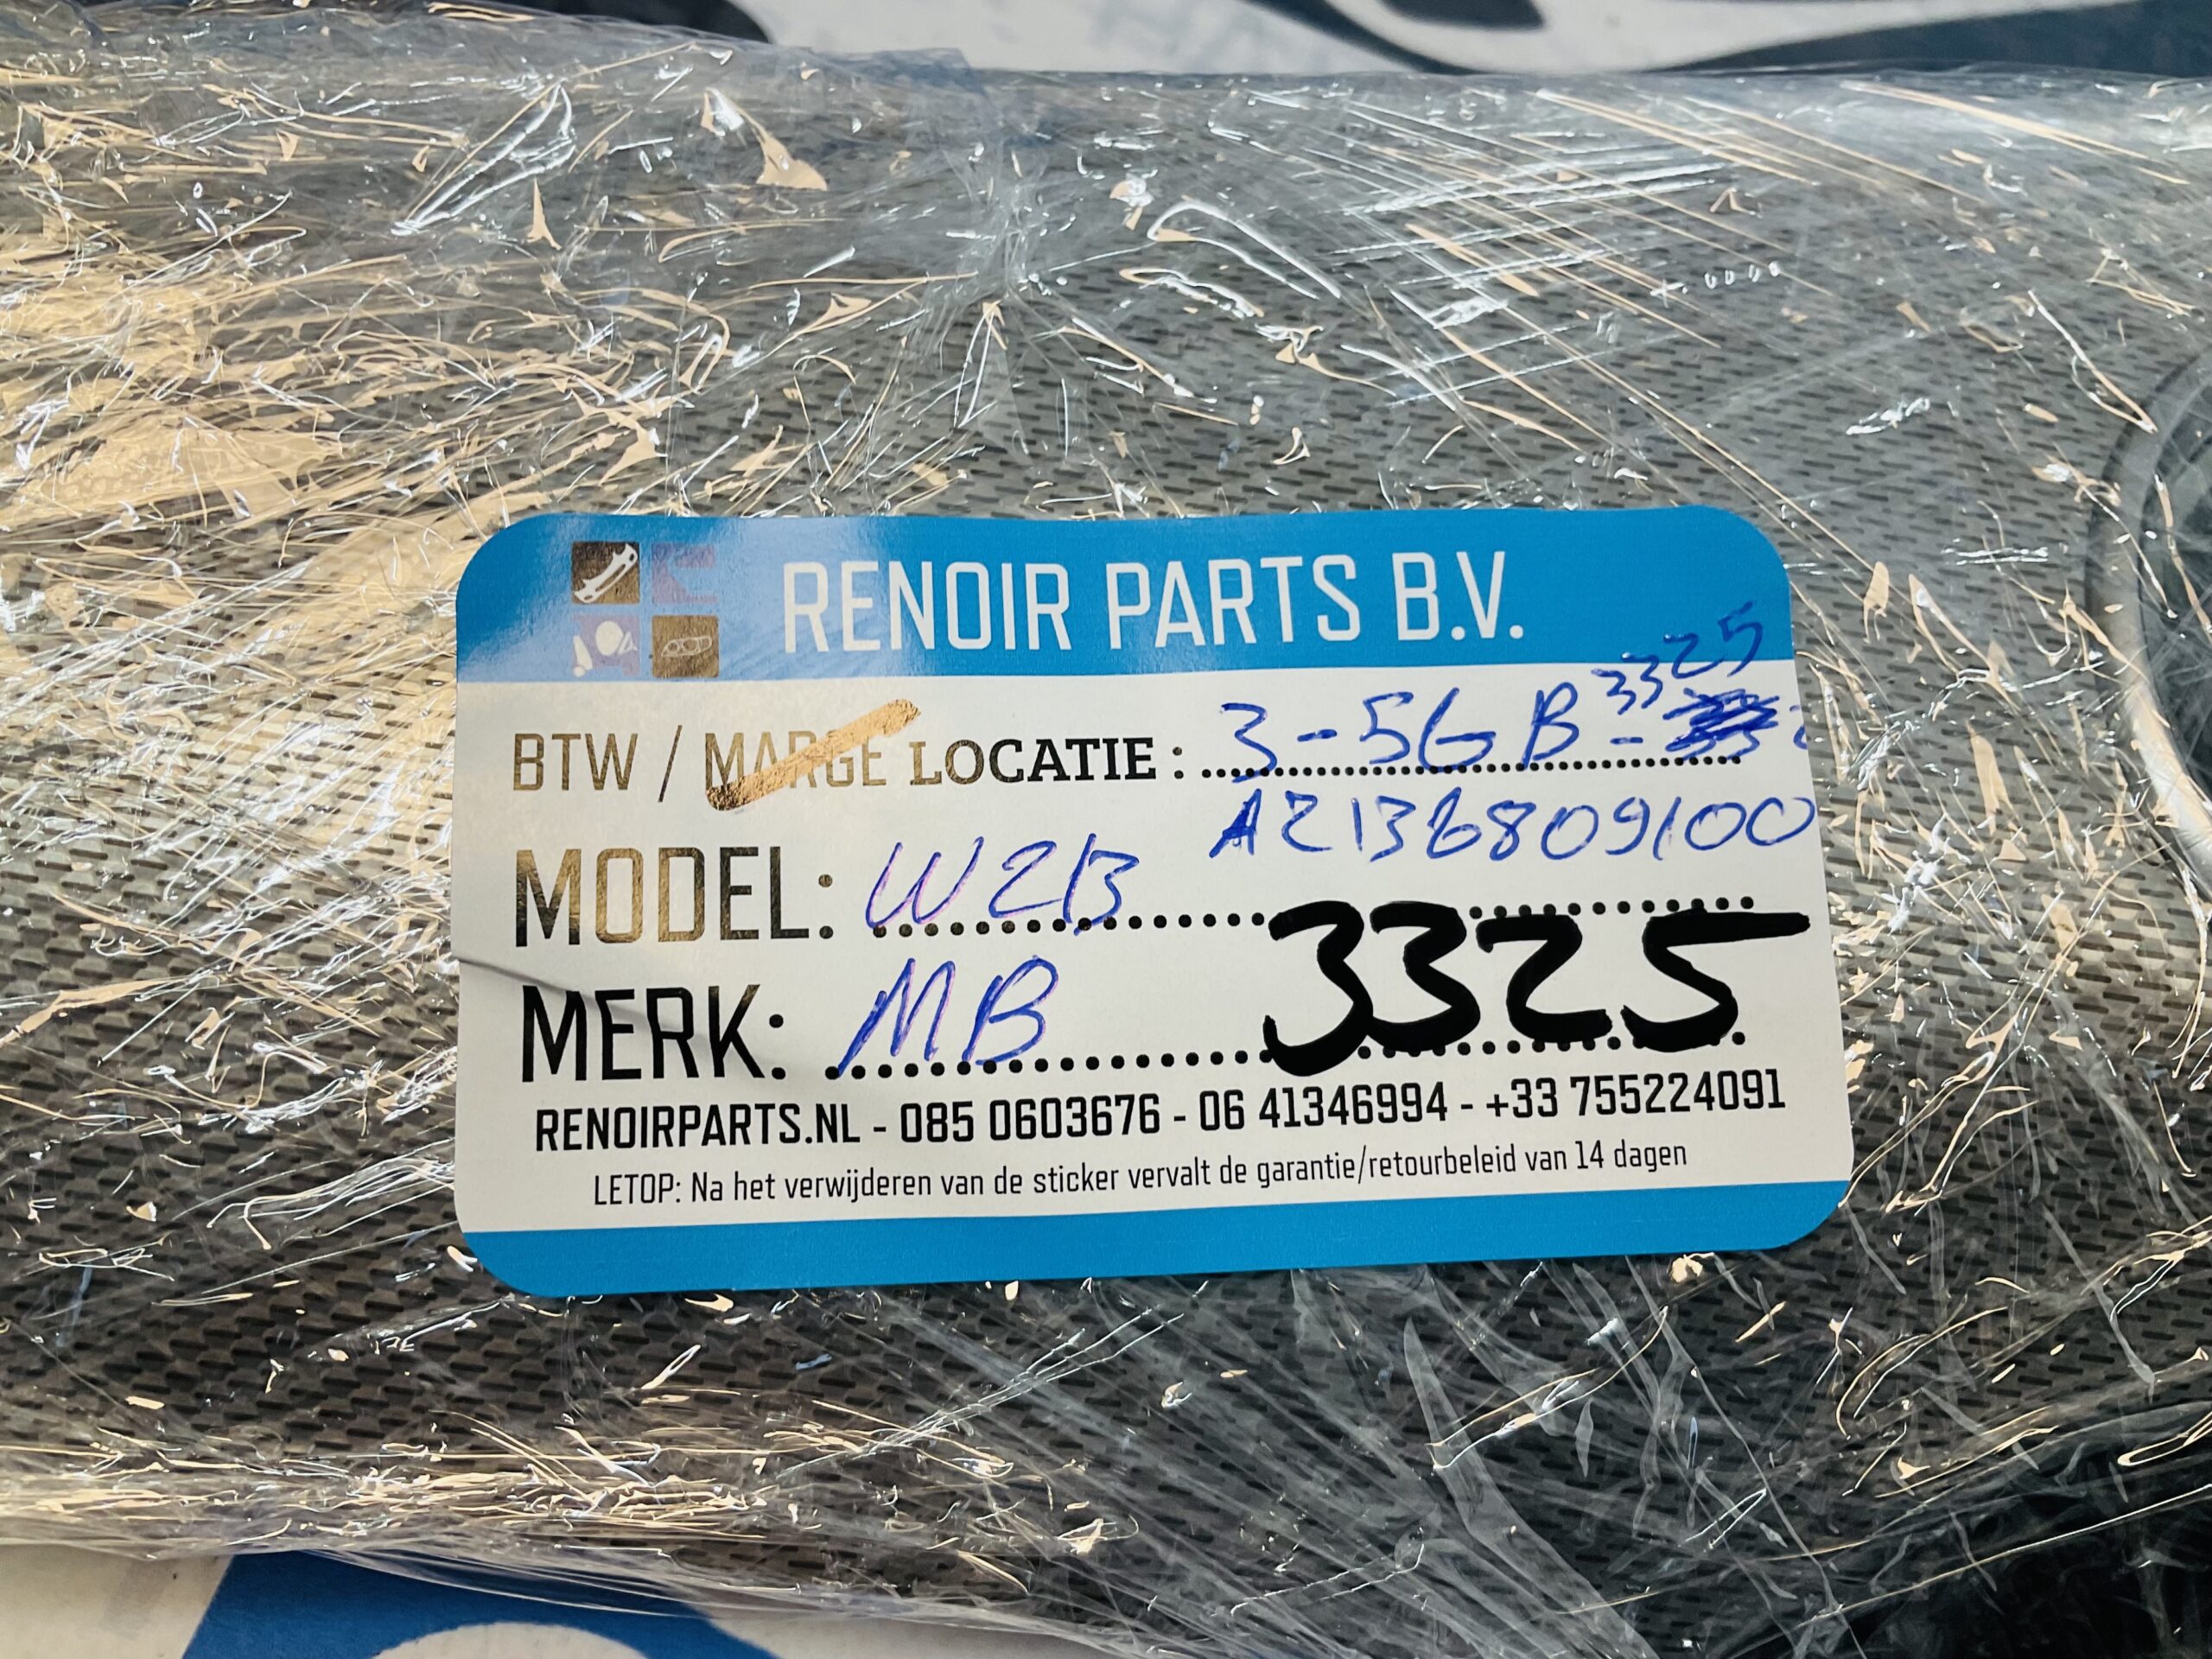 RENOIR PARTS B.V.
3325
BTW / MARGE LOCATIE : 3-5GB-
A2136809100
MODEL: W213
MERK: MB
3325
RENOIRPARTS.NL - 085 0603676 - 06 41346994 - +33 755224091
LETOP: Na het verwijderen van de sticker vervalt de garantie/retourbeleid van 14 dagen